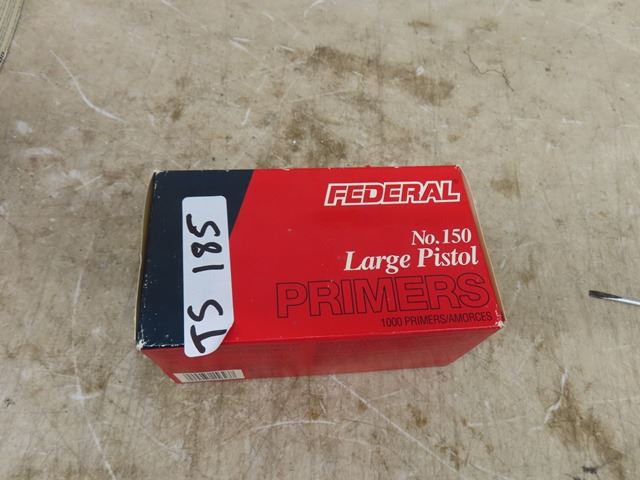 FEDERAL
No. 150
Large Pistol
PRIMERS
1000 PRIMERS/AMORCES
TS 185